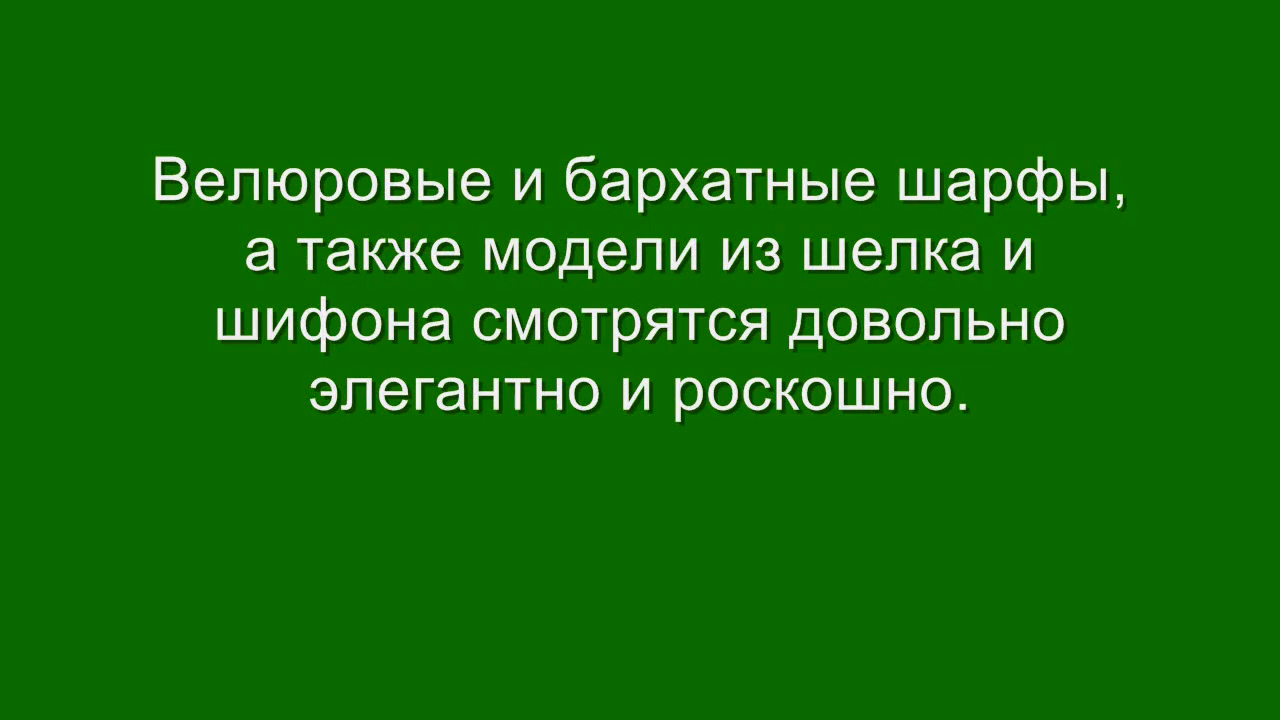 Велюровые и бархатные шарфы,
а также модели из шелка и
шифона смотрятся довольно
элегантно и роскошно.